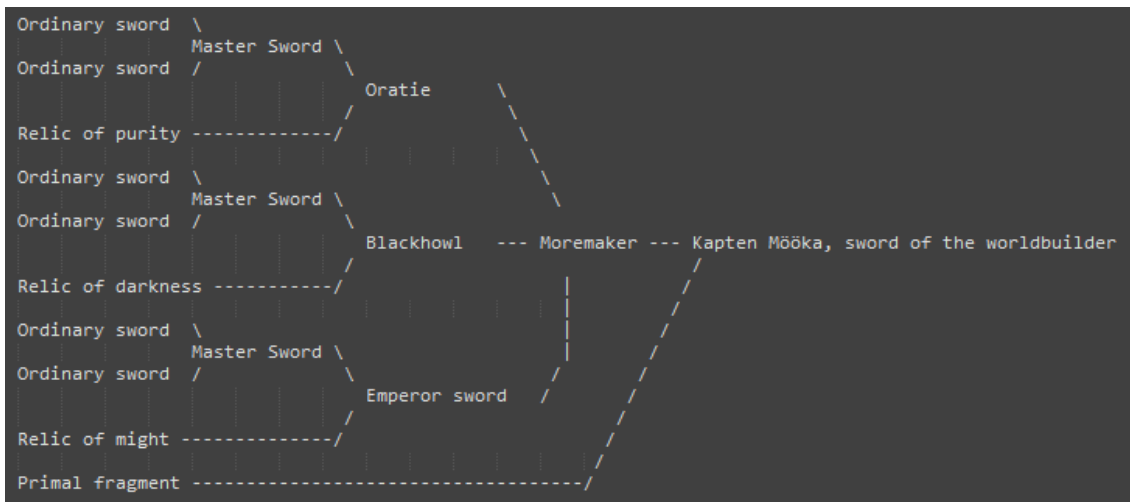 Ordinary sword \
Master Sword \
Ordinary sword / \
Oratie \
/ \
Relic of purity -------------/ \
\
Ordinary sword \ \
Master Sword \ \
Ordinary sword / \
Blackhowl --- Moremaker --- Kapten Möökä, sword of the worldbuilder
/ /
Relic of darkness -----------/ | /
| /
Ordinary sword \ | /
Master Sword \ | /
Ordinary sword / \ / /
Emperor sword / /
/ /
Relic of might --------------/ /
/
Primal fragment ------------------------------------/